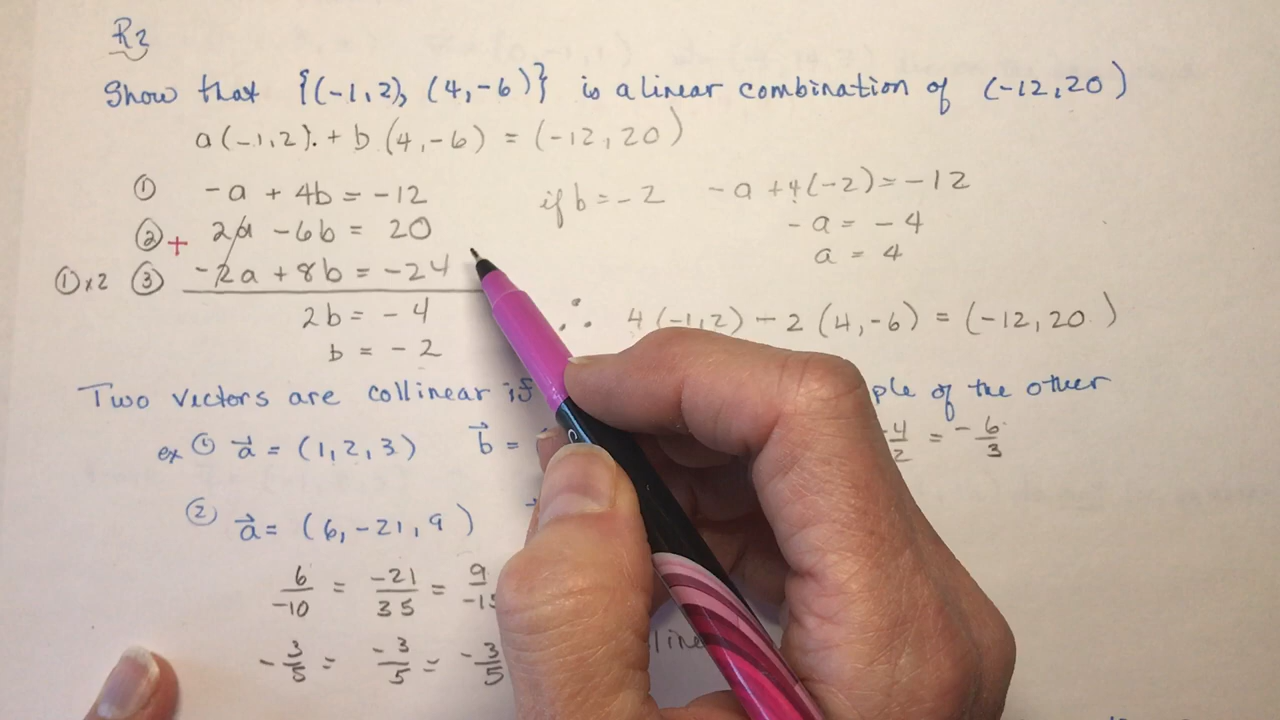 R2
Show that {(-1,2), (4,-6)} is a linear combination of (-12,20)
a(-1,2). + b(4,-6) = (-12,20)
① -a + 4b = -12 if b = -2 -a + 4(-2) = -12
② 2a - 6b = 20 -a = -4
+ a = 4
①x2 ③ -2a + 8b = -24
2b = -4 ∴ 4(-1,2) - 2(4,-6) = (-12,20)
b = -2
Two vectors are collinear if of the other
ex ① a⃗ = (1,2,3) b⃗ = = -6/3
② a⃗ = (6,-21,9)
6/-10 = -21/35 = 9
-3/5 = -3/5 = -3/5